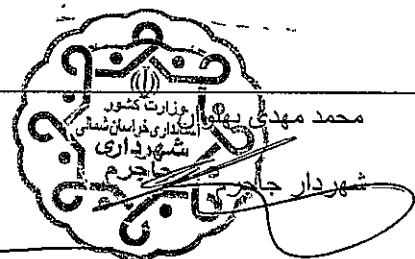 وزارت کشور
استانداری خراسان شمالی
شهرداری
جاجرم
محمد مهدی پهلوان
شهردار جاجرم